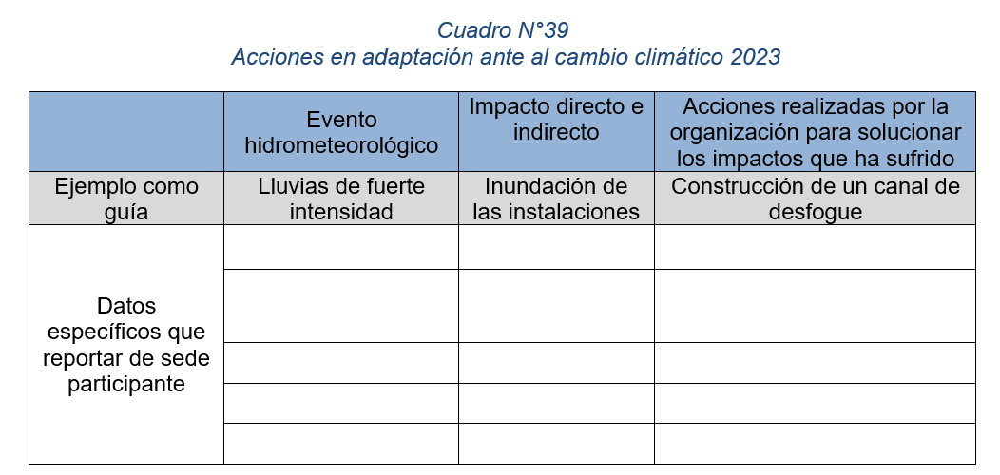 Cuadro N°39
Acciones en adaptación ante al cambio climático 2023
Evento
hidrometeorológico
Impacto directo e
indirecto
Acciones realizadas por la
organización para solucionar
los impactos que ha sufrido
Ejemplo como
guía
Lluvias de fuerte
intensidad
Inundación de
las instalaciones
Construcción de un canal de
desfogue
Datos
específicos que
reportar de sede
participante